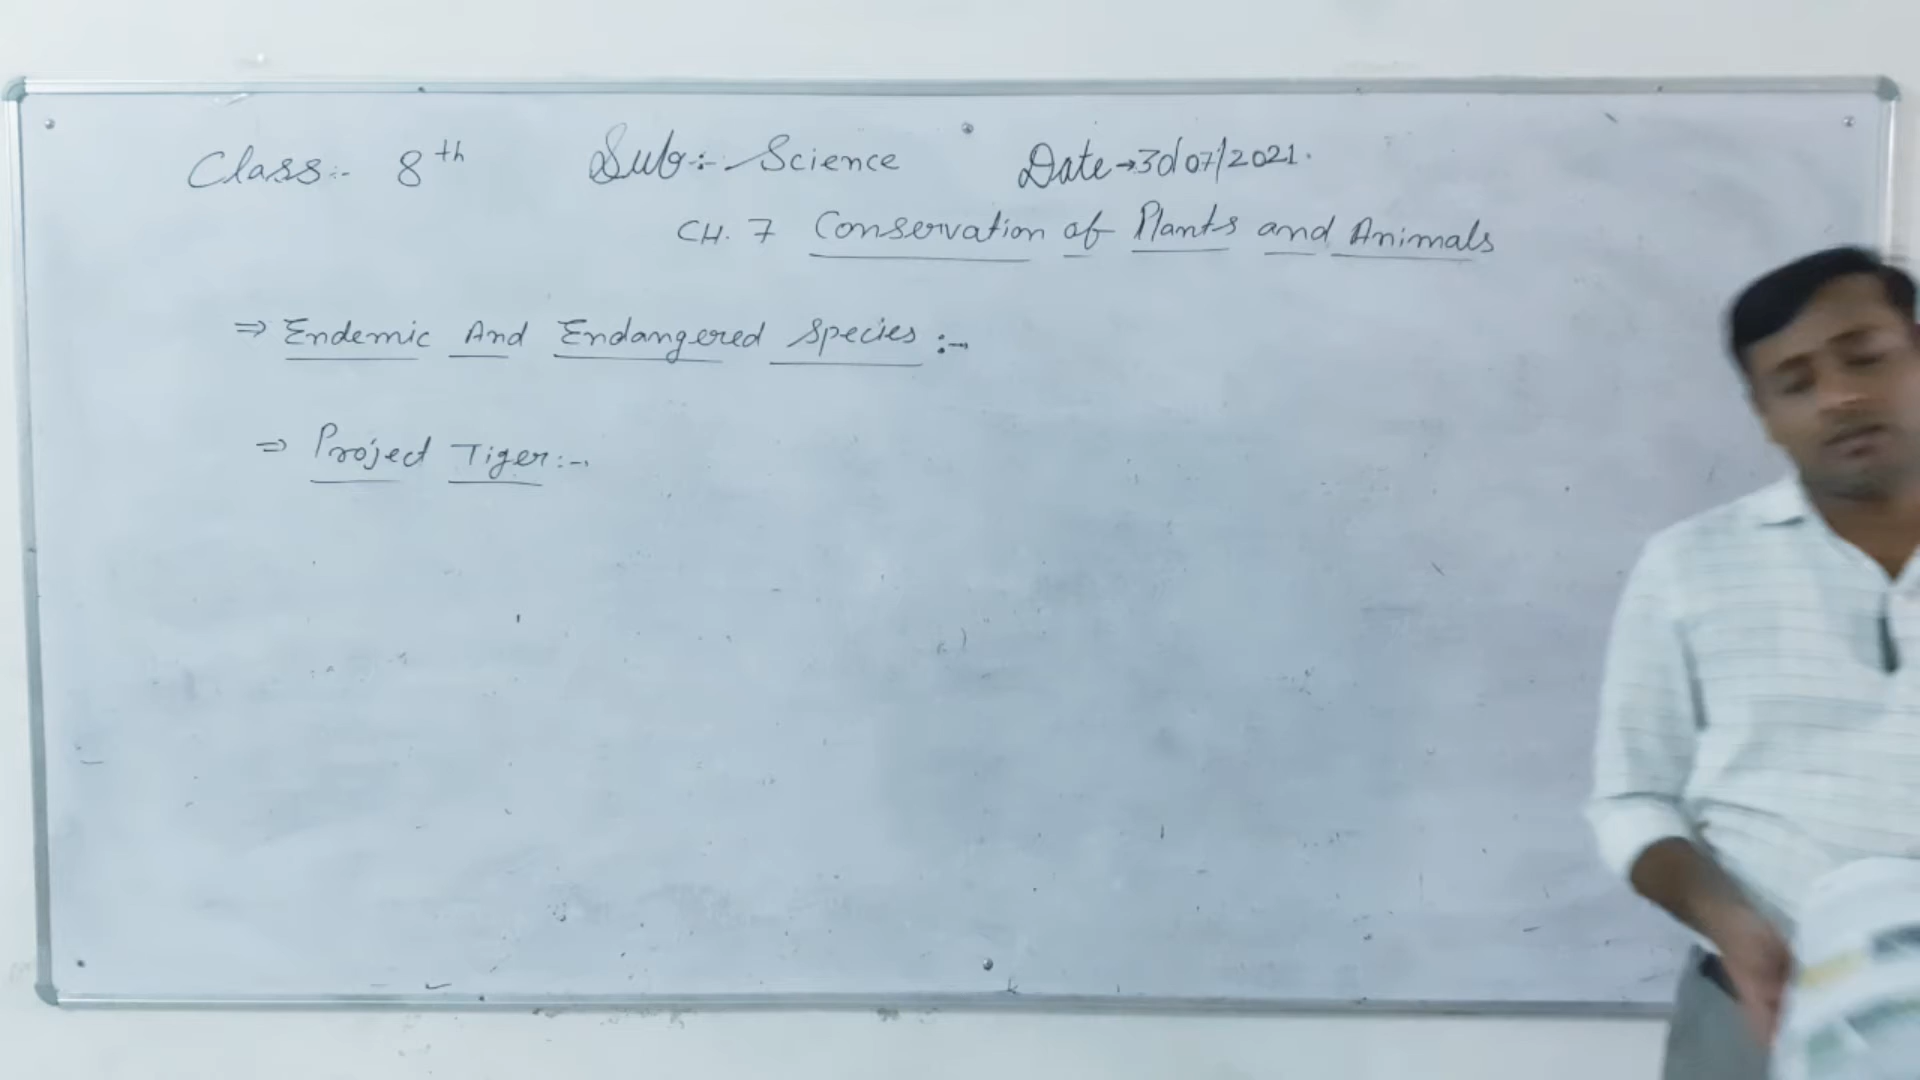 Class:- 8th Sub:- Science Date→30/07/2021.
CH. 7 Conservation of Plants and Animals
⇒ Endemic And Endangered Species:-
⇒ Project Tiger:-